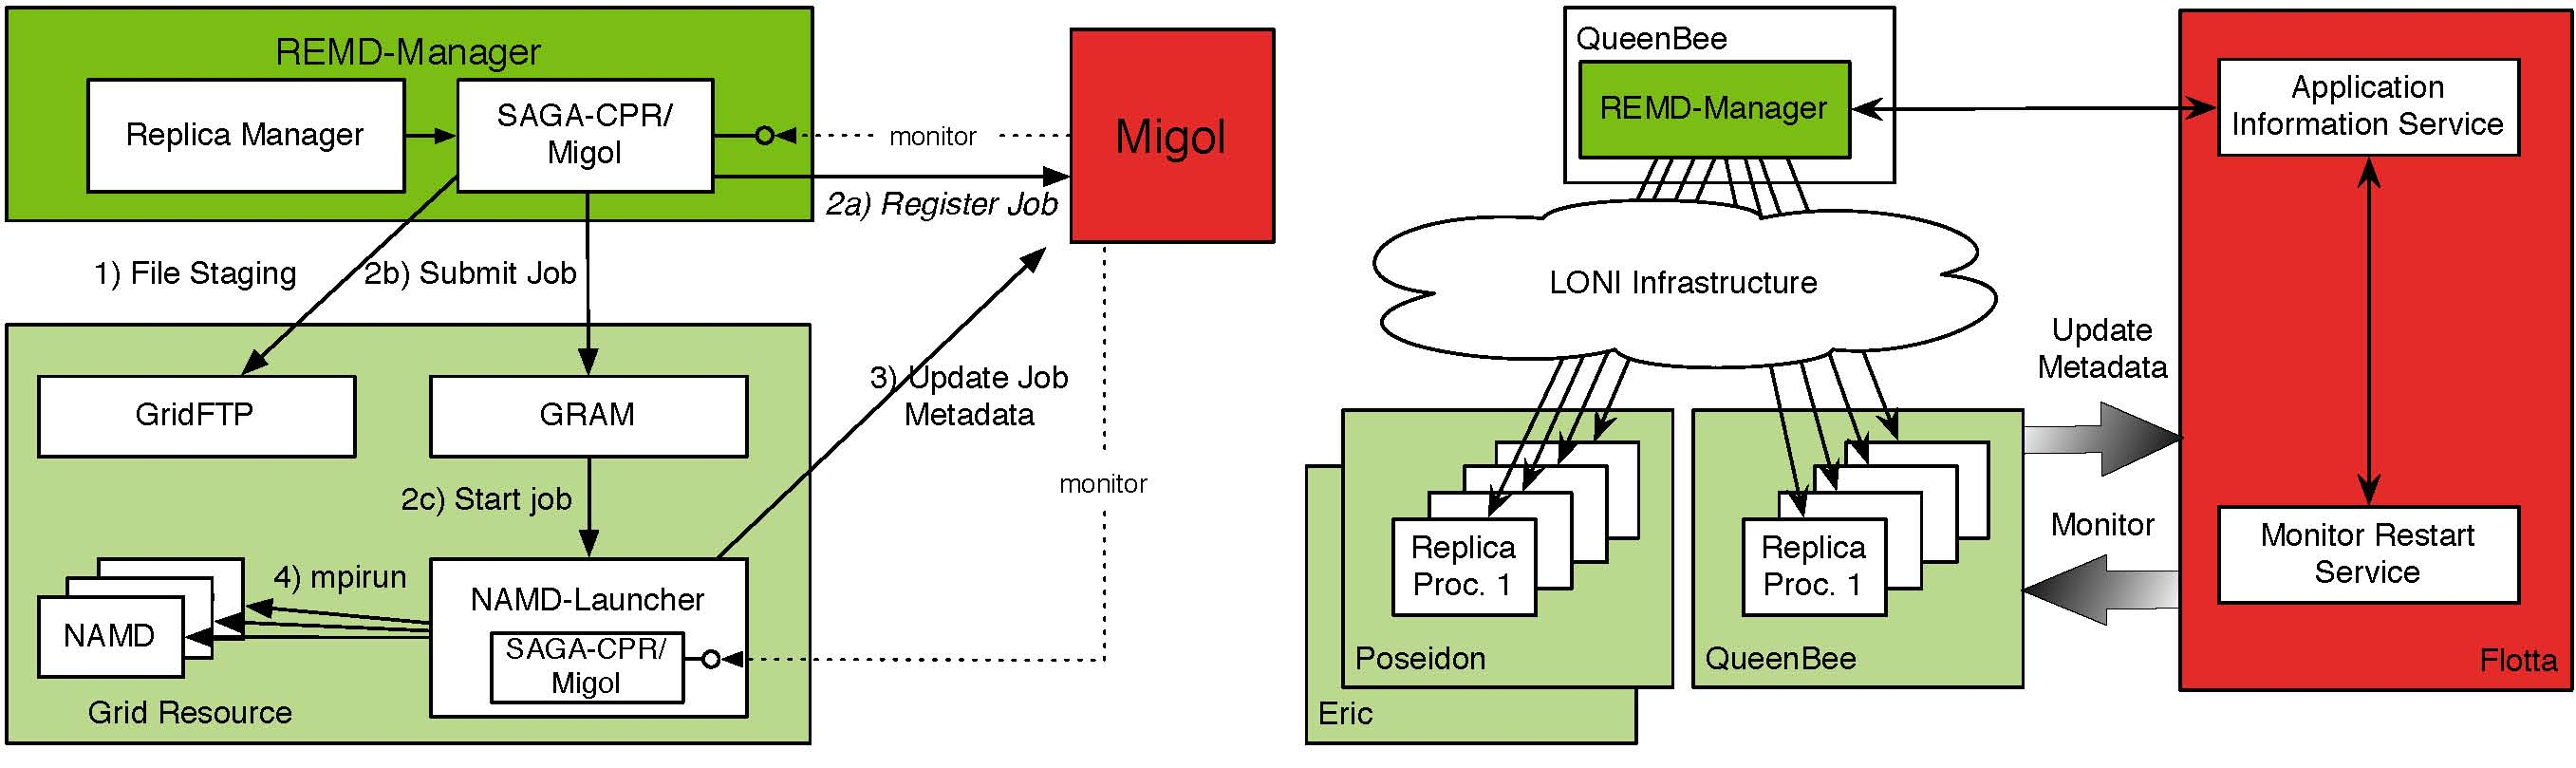 REMD-Manager
Replica Manager
SAGA-CPR/
Migol
monitor
Migol
2a) Register Job
1) File Staging
2b) Submit Job
GridFTP
GRAM
3) Update Job
Metadata
2c) Start job
monitor
4) mpirun
NAMD
NAMD-Launcher
SAGA-CPR/
Migol
Grid Resource
QueenBee
REMD-Manager
Application
Information Service
LONI Infrastructure
Update
Metadata
Monitor
Replica
Proc. 1
Replica
Proc. 1
Monitor Restart
Service
Poseidon
QueenBee
Flotta
Eric